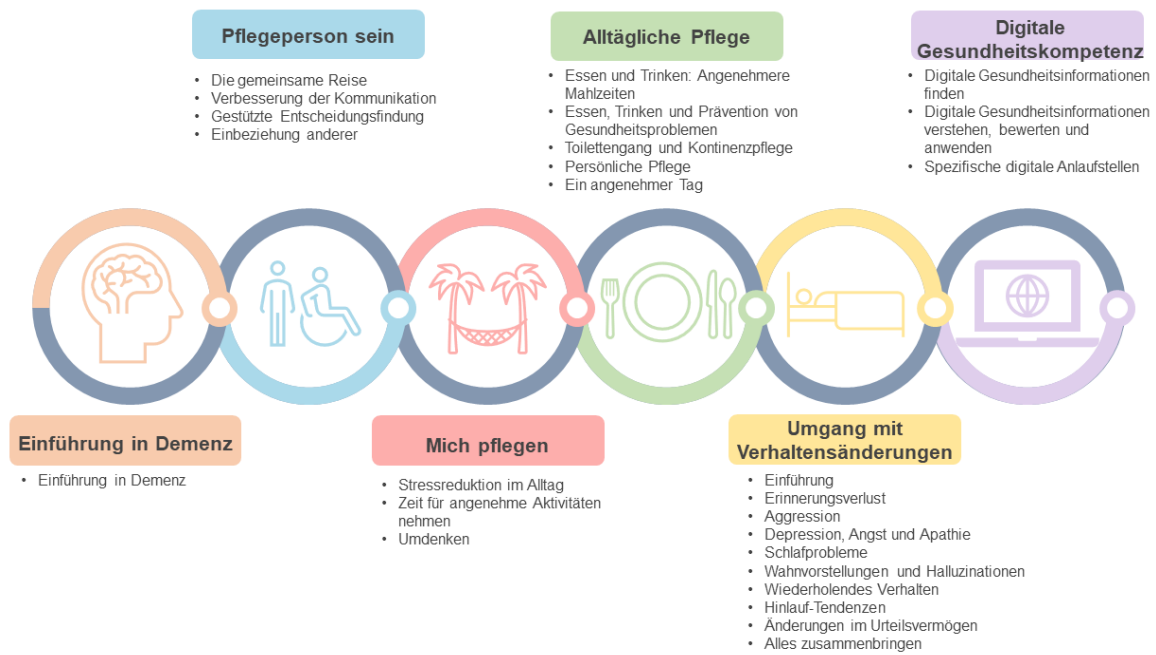 Pflegeperson sein
• Die gemeinsame Reise
• Verbesserung der Kommunikation
• Gestützte Entscheidungsfindung
• Einbeziehung anderer
Alltägliche Pflege
• Essen und Trinken: Angenehmere
Mahlzeiten
• Essen, Trinken und Prävention von
Gesundheitsproblemen
• Toilettengang und Kontinenzpflege
• Persönliche Pflege
• Ein angenehmer Tag
Digitale
Gesundheitskompetenz
• Digitale Gesundheitsinformationen
finden
• Digitale Gesundheitsinformationen
verstehen, bewerten und
anwenden
• Spezifische digitale Anlaufstellen
Einführung in Demenz
• Einführung in Demenz
Mich pflegen
• Stressreduktion im Alltag
• Zeit für angenehme Aktivitäten
nehmen
• Umdenken
Umgang mit
Verhaltensänderungen
• Einführung
• Erinnerungsverlust
• Aggression
• Depression, Angst und Apathie
• Schlafprobleme
• Wahnvorstellungen und Halluzinationen
• Wiederholendes Verhalten
• Hinlauf-Tendenzen
• Änderungen im Urteilsvermögen
• Alles zusammenbringen